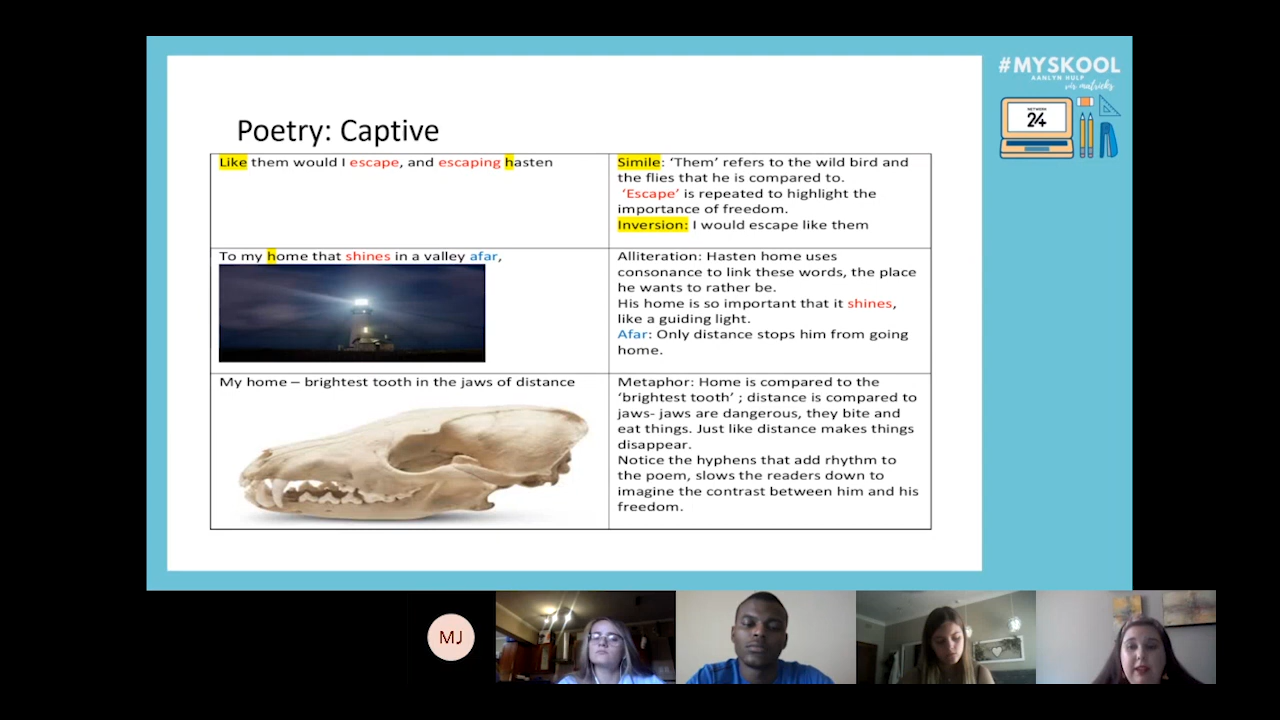 #MYSKOOL
AANLYN HULP
vir matrieks
NETWERK
24
Poetry: Captive
Like them would I escape, and escaping hasten
Simile: ‘Them’ refers to the wild bird and
the flies that he is compared to.
‘Escape’ is repeated to highlight the
importance of freedom.
Inversion: I would escape like them
To my home that shines in a valley afar,
Alliteration: Hasten home uses
consonance to link these words, the place
he wants to rather be.
His home is so important that it shines,
like a guiding light.
Afar: Only distance stops him from going
home.
My home – brightest tooth in the jaws of distance
Metaphor: Home is compared to the
‘brightest tooth’ ; distance is compared to
jaws- jaws are dangerous, they bite and
eat things. Just like distance makes things
disappear.
Notice the hyphens that add rhythm to
the poem, slows the readers down to
imagine the contrast between him and his
freedom.
MJ